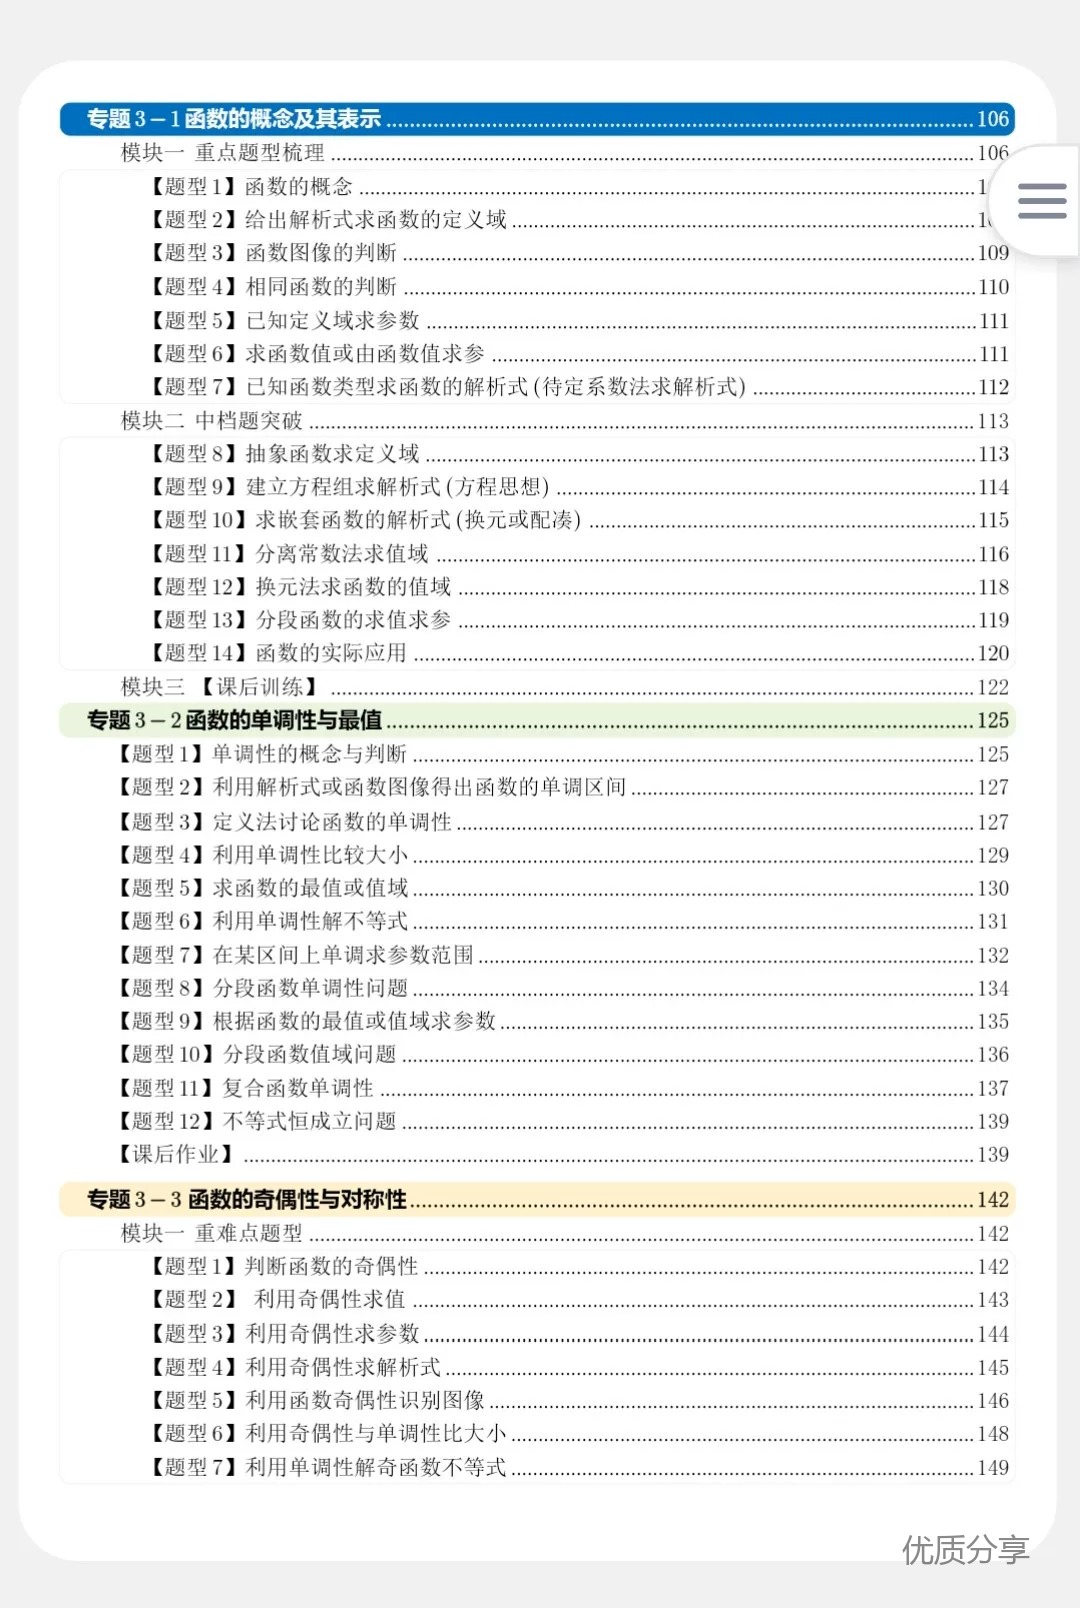 专题3-1函数的概念及其表示 106
模块一 重点题型梳理 106
【题型1】函数的概念 1
【题型2】给出解析式求函数的定义域 1
【题型3】函数图像的判断 109
【题型4】相同函数的判断 110
【题型5】已知定义域求参数 111
【题型6】求函数值或由函数值求参 111
【题型7】已知函数类型求函数的解析式(待定系数法求解析式) 112
模块二 中档题突破 113
【题型8】抽象函数求定义域 113
【题型9】建立方程组求解析式(方程思想) 114
【题型10】求嵌套函数的解析式(换元或配凑) 115
【题型11】分离常数法求值域 116
【题型12】换元法求函数的值域 118
【题型13】分段函数的求值求参 119
【题型14】函数的实际应用 120
模块三 【课后训练】 122
专题3-2函数的单调性与最值 125
【题型1】单调性的概念与判断 125
【题型2】利用解析式或函数图像得出函数的单调区间 127
【题型3】定义法讨论函数的单调性 127
【题型4】利用单调性比较大小 129
【题型5】求函数的最值或值域 130
【题型6】利用单调性解不等式 131
【题型7】在某区间上单调求参数范围 132
【题型8】分段函数单调性问题 134
【题型9】根据函数的最值或值域求参数 135
【题型10】分段函数值域问题 136
【题型11】复合函数单调性 137
【题型12】不等式恒成立问题 139
【课后作业】 139
专题3-3 函数的奇偶性与对称性 142
模块一 重难点题型 142
【题型1】判断函数的奇偶性 142
【题型2】 利用奇偶性求值 143
【题型3】利用奇偶性求参数 144
【题型4】利用奇偶性求解析式 145
【题型5】利用函数奇偶性识别图像 146
【题型6】利用奇偶性与单调性比大小 148
【题型7】利用单调性解奇函数不等式 149
优质分享